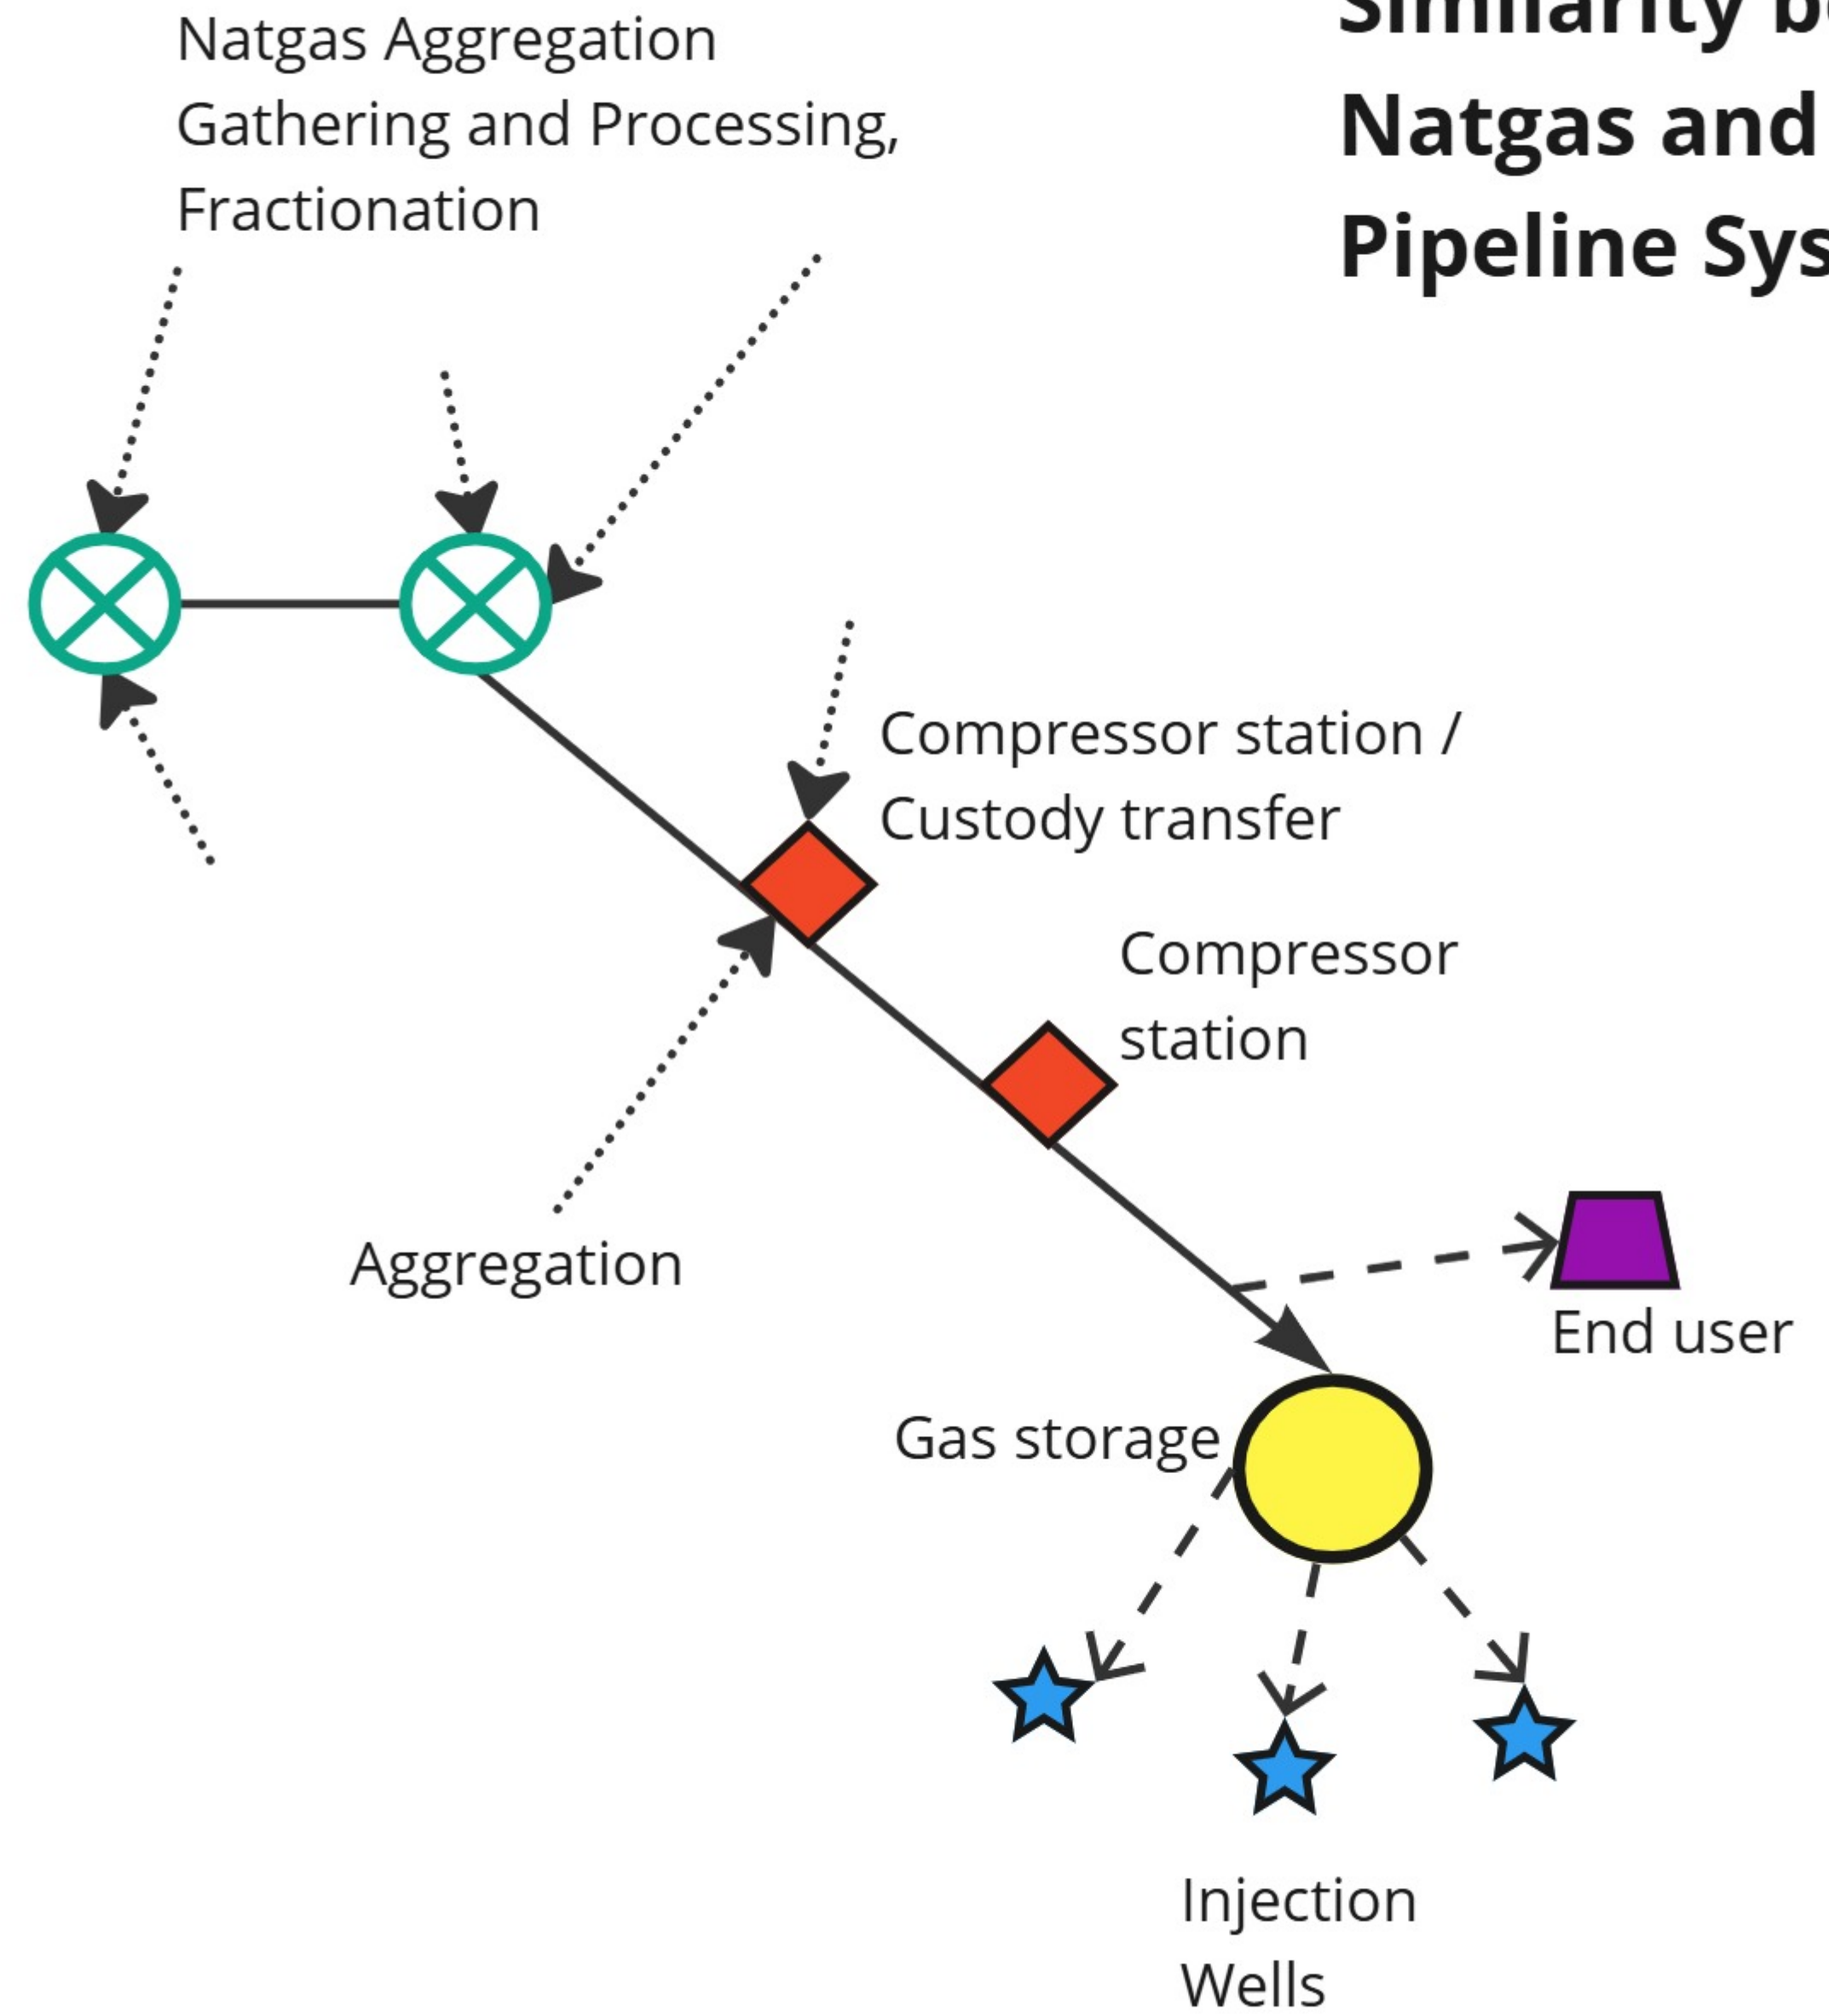 Natgas Aggregation
Gathering and Processing,
Fractionation
Similarity
Natgas and
Pipeline
Compressor station /
Custody transfer
Compressor
station
Aggregation
End user
Gas storage
Injection
Wells